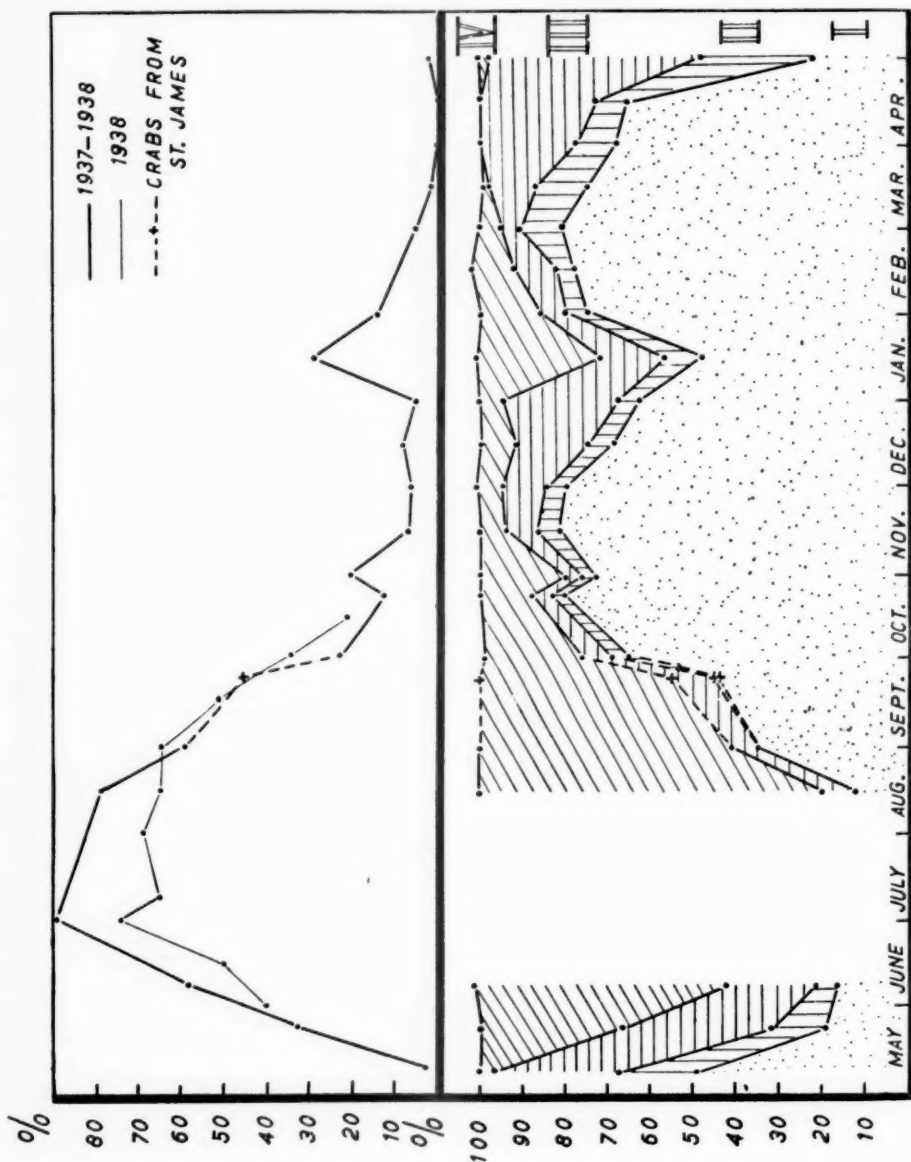 %
80
70
60
50
40
30
20
10
%
1937–1938
1938
CRABS FROM
ST. JAMES
100
90
80
70
60
50
40
30
20
10
IV
III
II
I
MAY
JUNE
JULY
AUG.
SEPT.
OCT.
NOV.
DEC.
JAN.
FEB.
MAR.
APR.